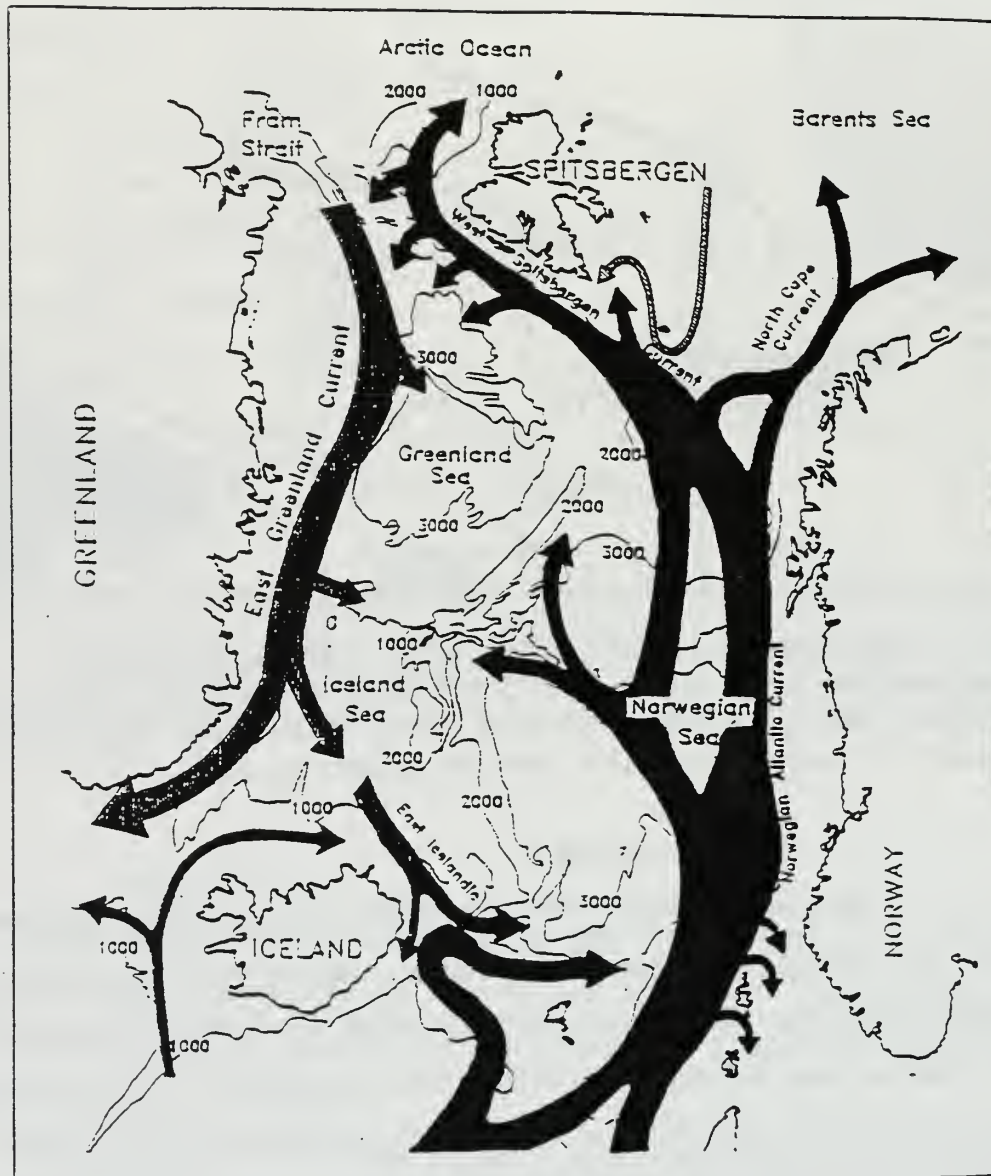 Arctic Ocean
2000
1000
Fram
Strait
Barents Sea
SPITSBERGEN
West Spitsbergen Current
North Cape
Current
3000
East Greenland Current
GREENLAND
Greenland
Sea
2000
2000
3000
3000
1000
Iceland
Sea
Norwegian
Sea
2000
Norwegian Atlantic Current
1000
2000
East Icelandic
3000
NORWAY
ICELAND
1000
1000